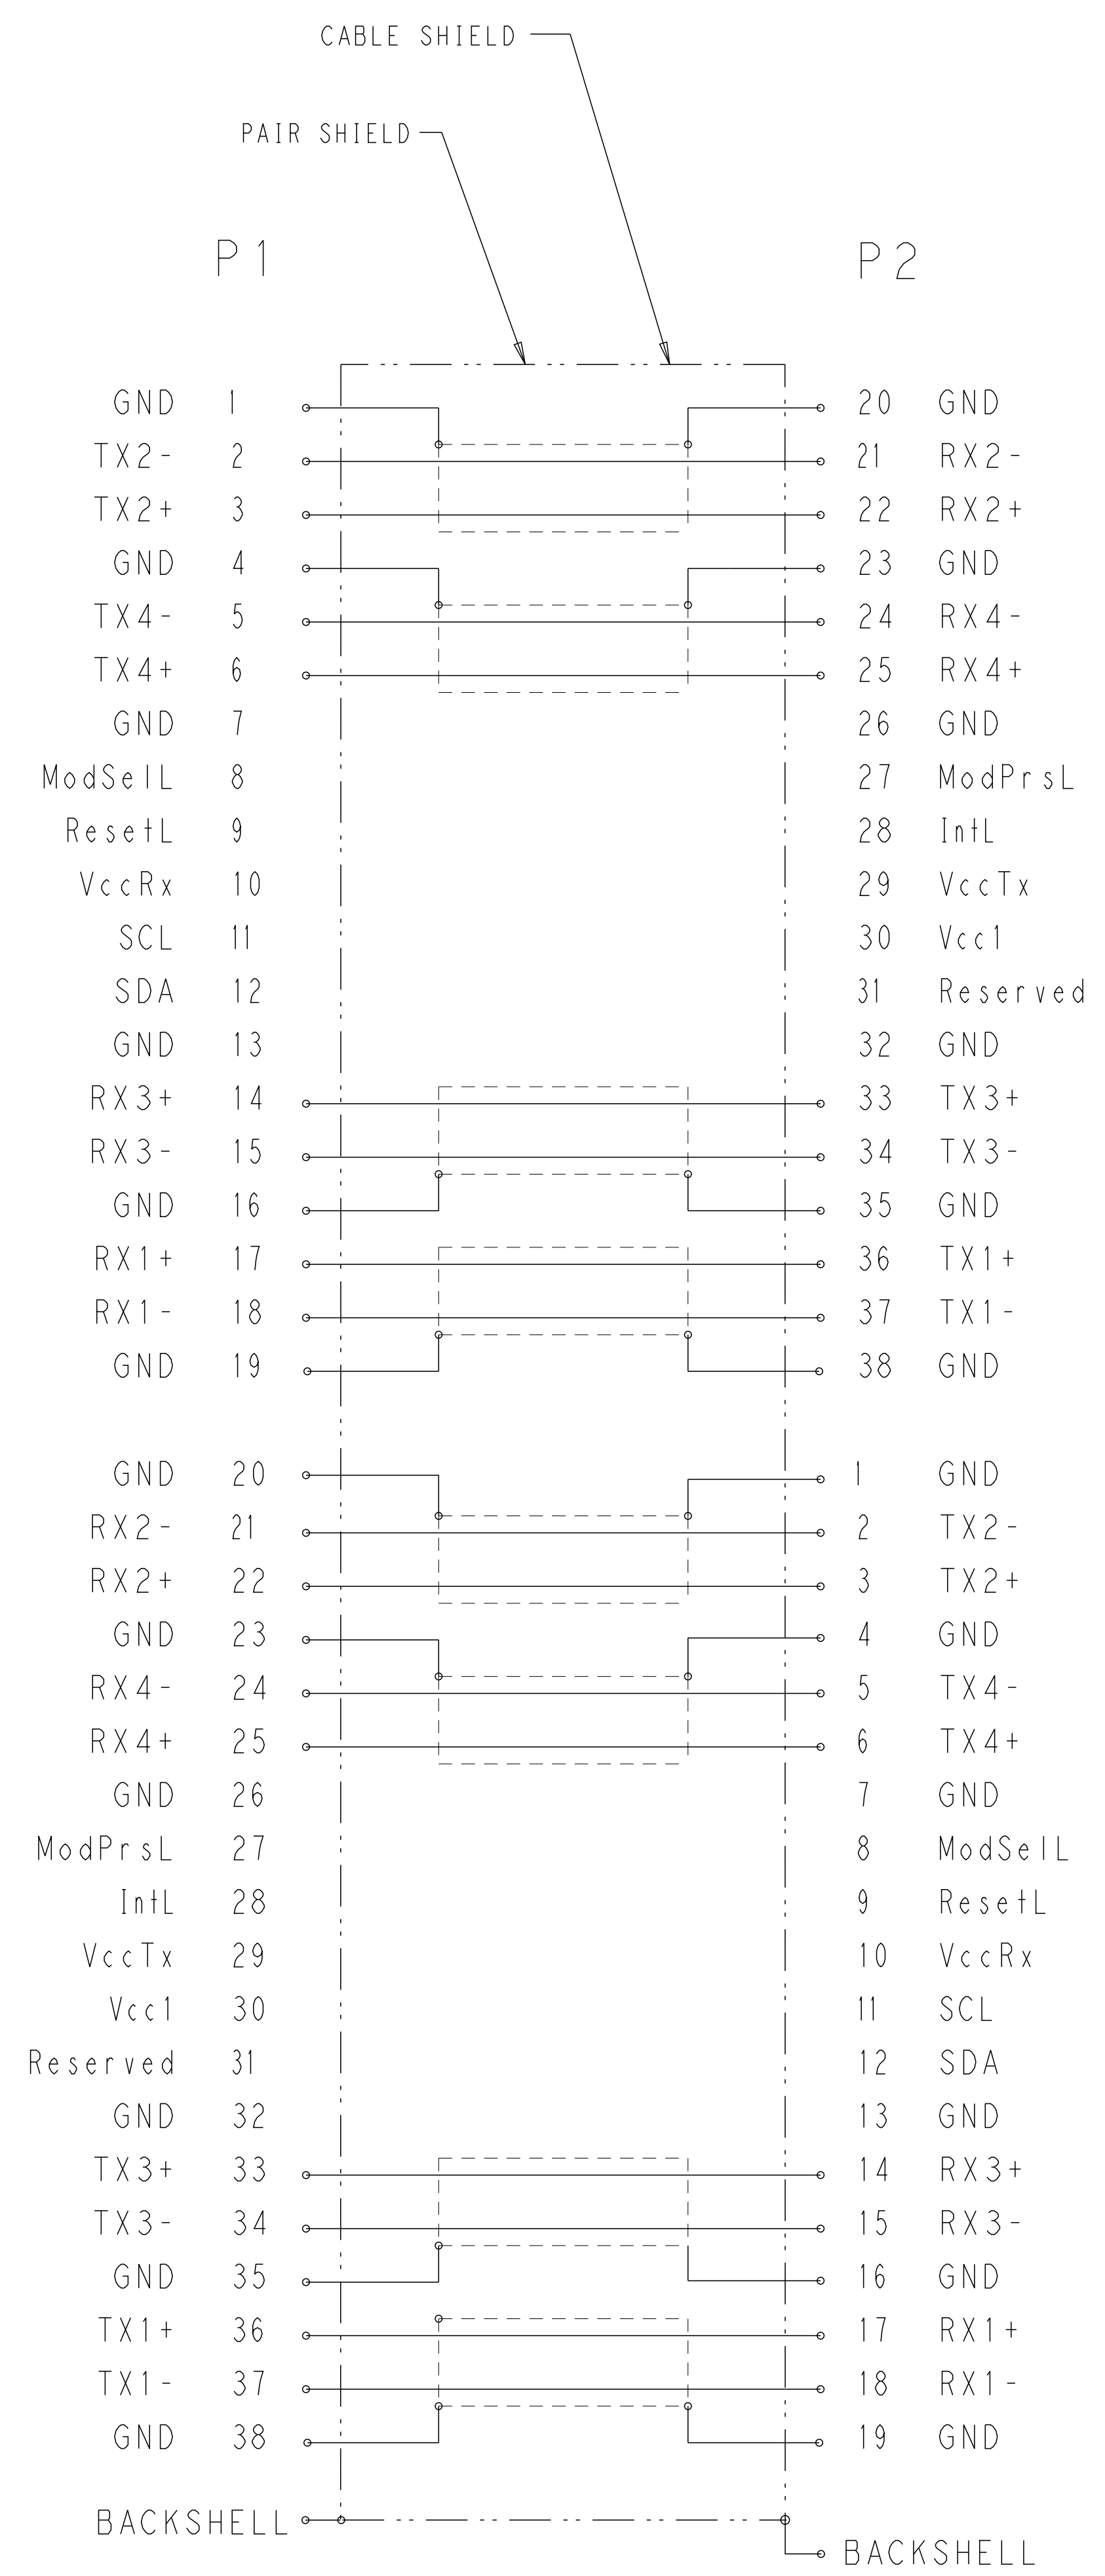 CABLE SHIELD
PAIR SHIELD
P1 P2
GND 1 20 GND
TX2- 2 21 RX2-
TX2+ 3 22 RX2+
GND 4 23 GND
TX4- 5 24 RX4-
TX4+ 6 25 RX4+
GND 7 26 GND
ModSelL 8 27 ModPrsL
ResetL 9 28 IntL
VccRx 10 29 VccTx
SCL 11 30 Vcc1
SDA 12 31 Reserved
GND 13 32 GND
RX3+ 14 33 TX3+
RX3- 15 34 TX3-
GND 16 35 GND
RX1+ 17 36 TX1+
RX1- 18 37 TX1-
GND 19 38 GND
GND 20 1 GND
RX2- 21 2 TX2-
RX2+ 22 3 TX2+
GND 23 4 GND
RX4- 24 5 TX4-
RX4+ 25 6 TX4+
GND 26 7 GND
ModPrsL 27 8 ModSelL
IntL 28 9 ResetL
VccTx 29 10 VccRx
Vcc1 30 11 SCL
Reserved 31 12 SDA
GND 32 13 GND
TX3+ 33 14 RX3+
TX3- 34 15 RX3-
GND 35 16 GND
TX1+ 36 17 RX1+
TX1- 37 18 RX1-
GND 38 19 GND
BACKSHELL
BACKSHELL